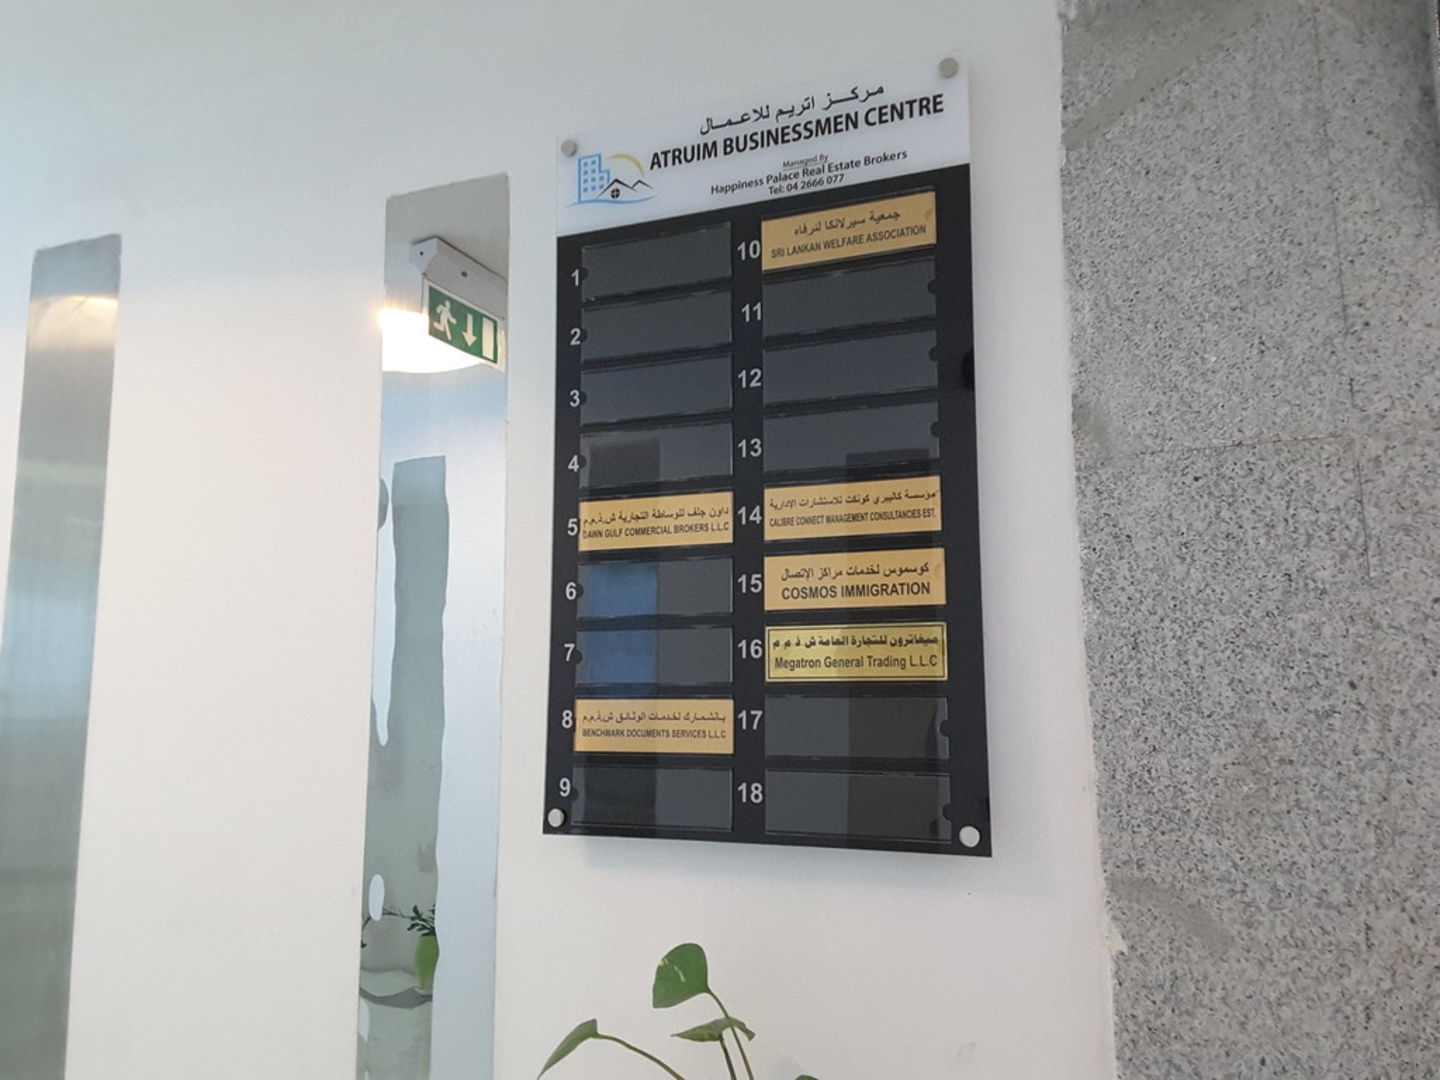 مركز اتريم للاعمال
ATRUIM BUSINESSMEN CENTRE
Managed By
Happiness Palace Real Estate Brokers
Tel: 04 2666 077
1
2
3
4
5
داون جلف للوساطة التجارية ش.ذ.م.م
DAWN GULF COMMERCIAL BROKERS L.L.C
6
7
8
بانشمارك لخدمات الوثائق ش.ذ.م.م
BENCHMARK DOCUMENTS SERVICES L.L.C
9
10
جمعية سيرلانكا لنرفاه
SRI LANKAN WELFARE ASSOCIATION
11
12
13
14
مؤسسة كاليبري كونكت للاستشارات الإدارية
CALIBRE CONNECT MANAGEMENT CONSULTANCIES EST.
15
كوسموس لخدمات مراكز الإتصال
COSMOS IMMIGRATION
16
ميغاترون للتجارة العامة ش.ذ.م.م
Megatron General Trading L.L.C
17
18